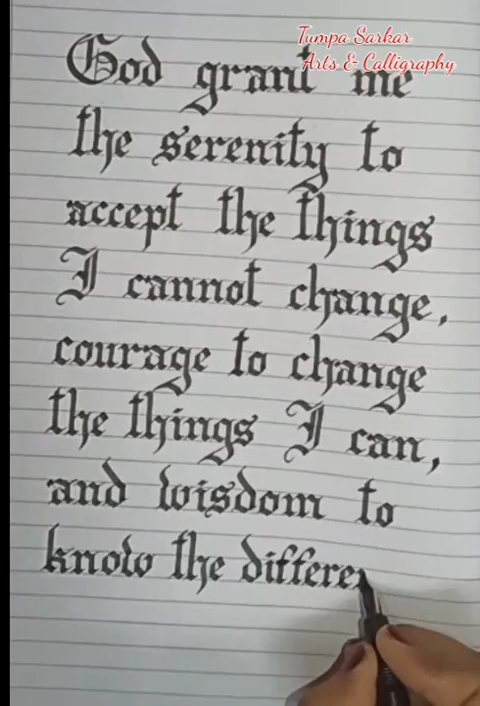 Tumpa Sarkar
Arts & Calligraphy
God grant me
the serenity to
accept the things
I cannot change,
courage to change
the things I can,
and wisdom to
know the differe